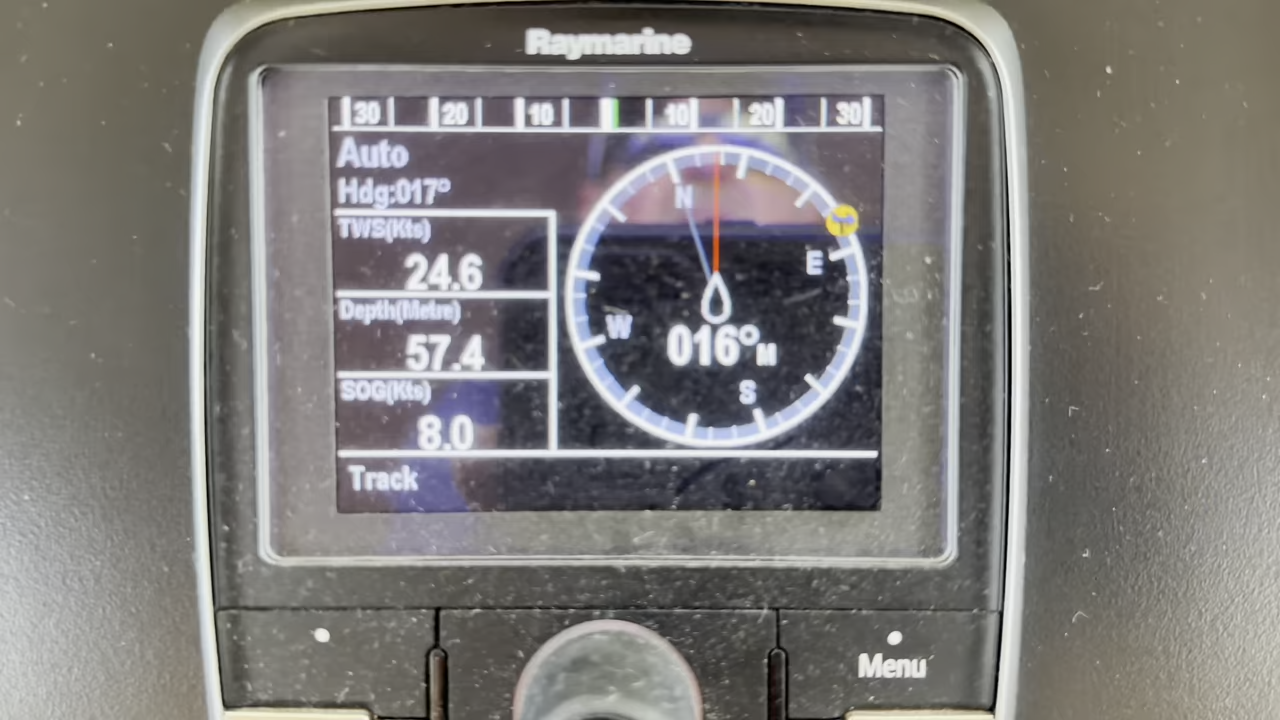 Raymarine
30 20 10 10 20 30
Auto
Hdg:017°
TWS(Kts)
24.6
Depth(Metre)
57.4
SOG(Kts)
8.0
N
E
W
S
016°M
Track
Menu